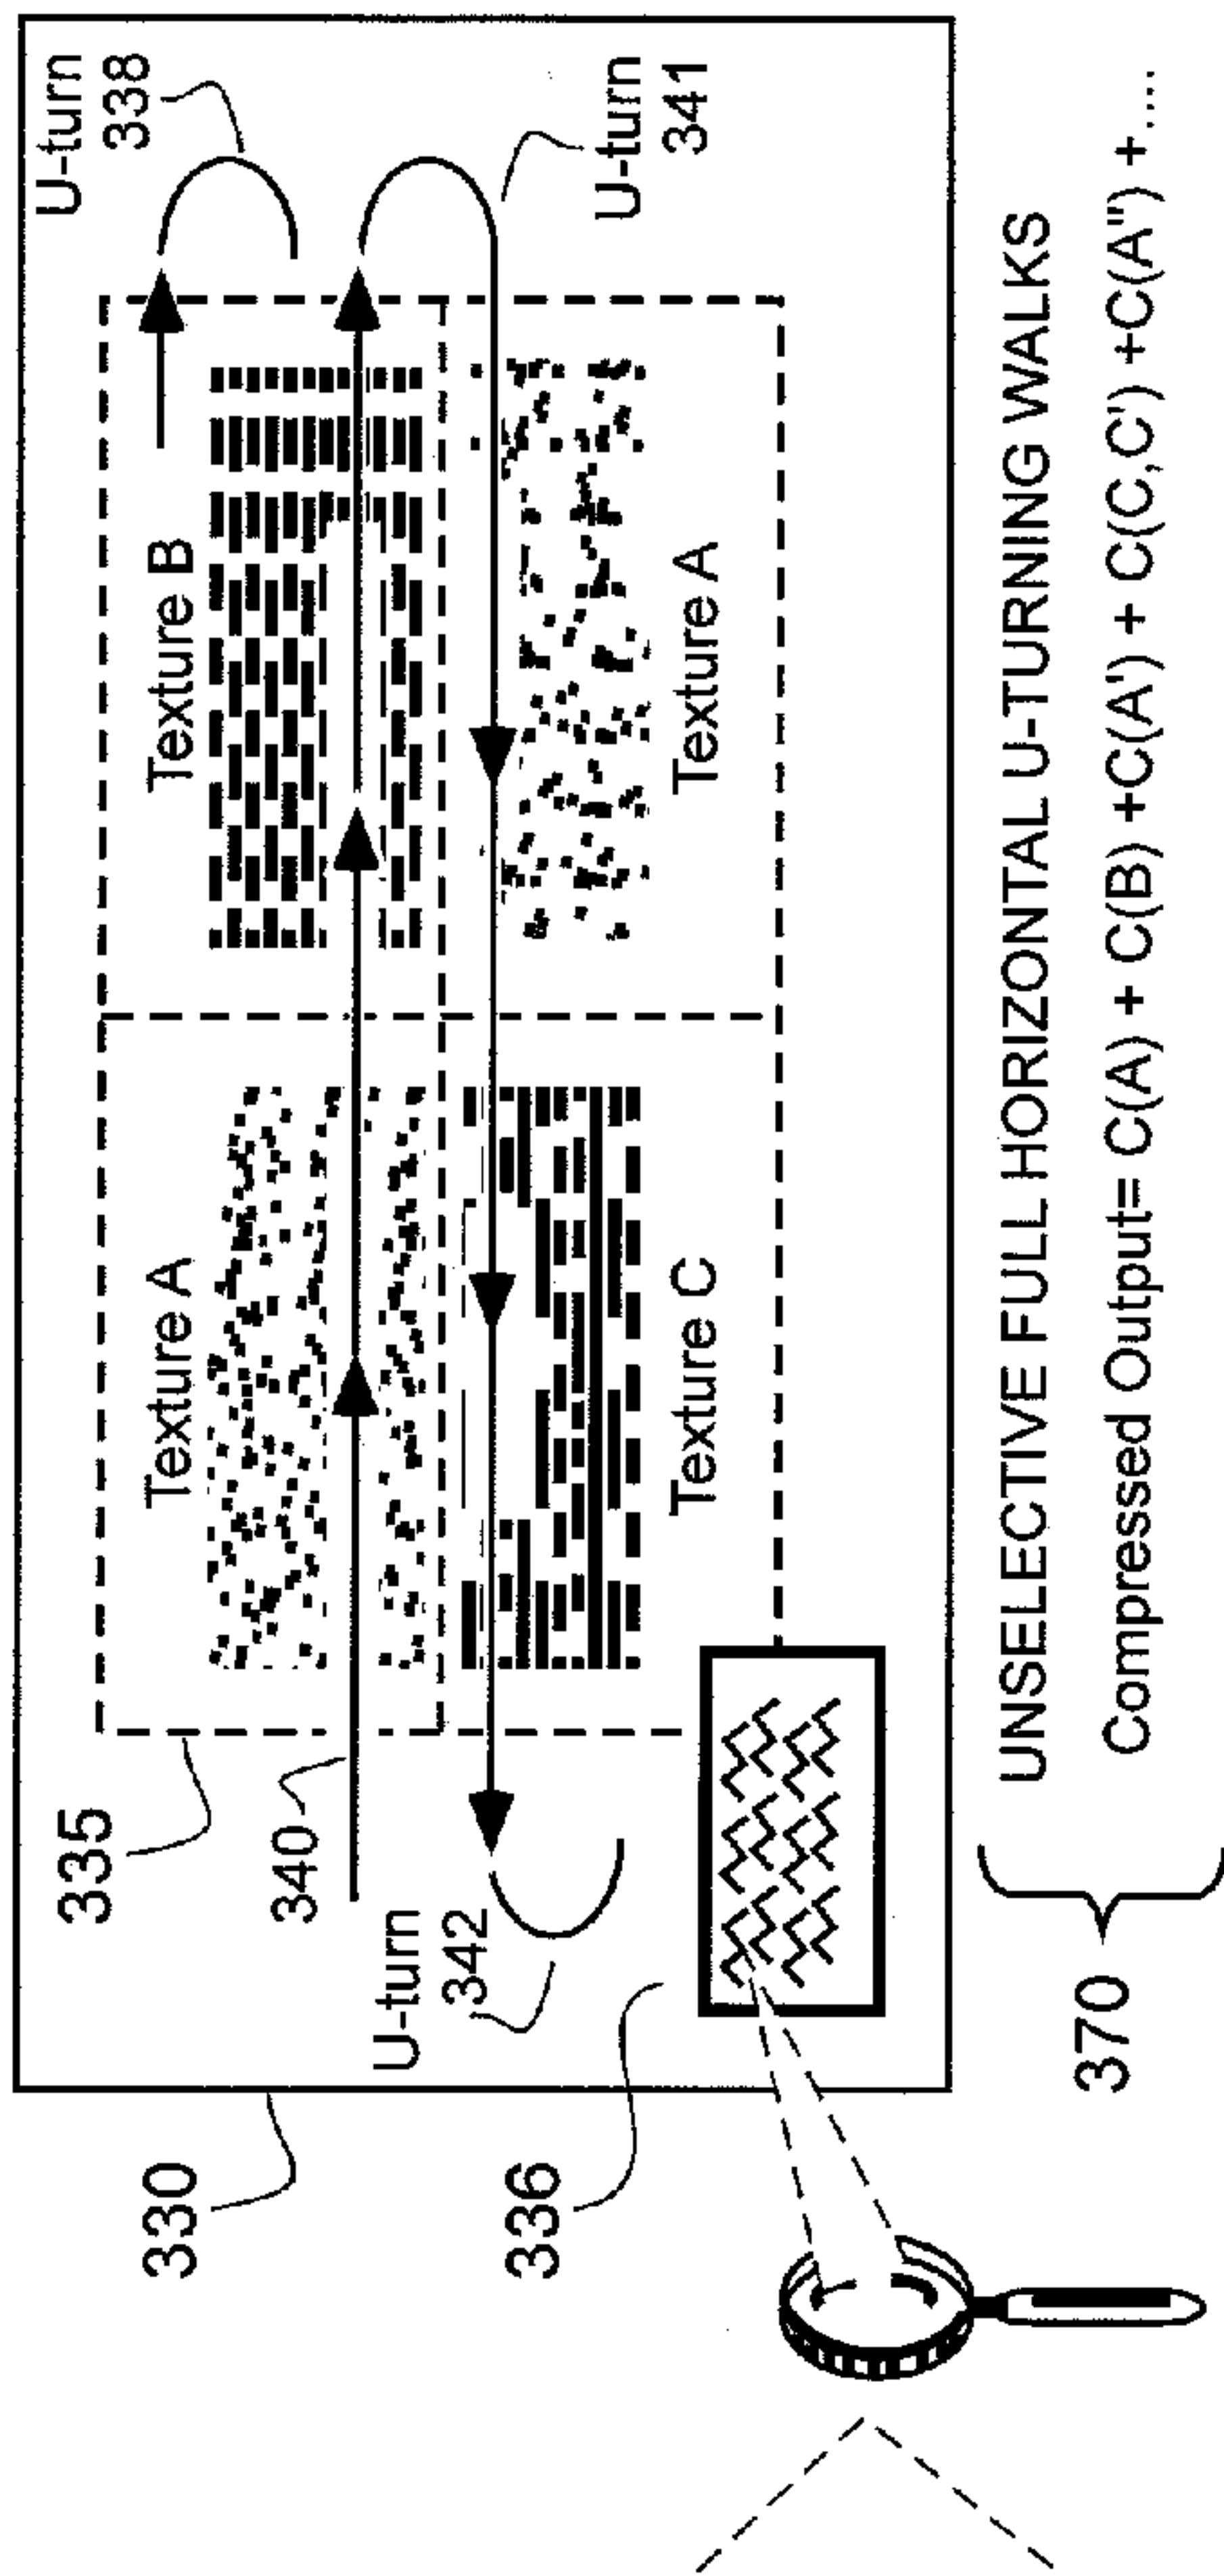 330
335
340
U-turn
338
Texture A
Texture B
U-turn
342
U-turn
341
336
Texture C
Texture A
370
UNSELECTIVE FULL HORIZONTAL U-TURNING WALKS
Compressed Output= C(A) + C(B) +C(A') + C(C,C') +C(A'') +....